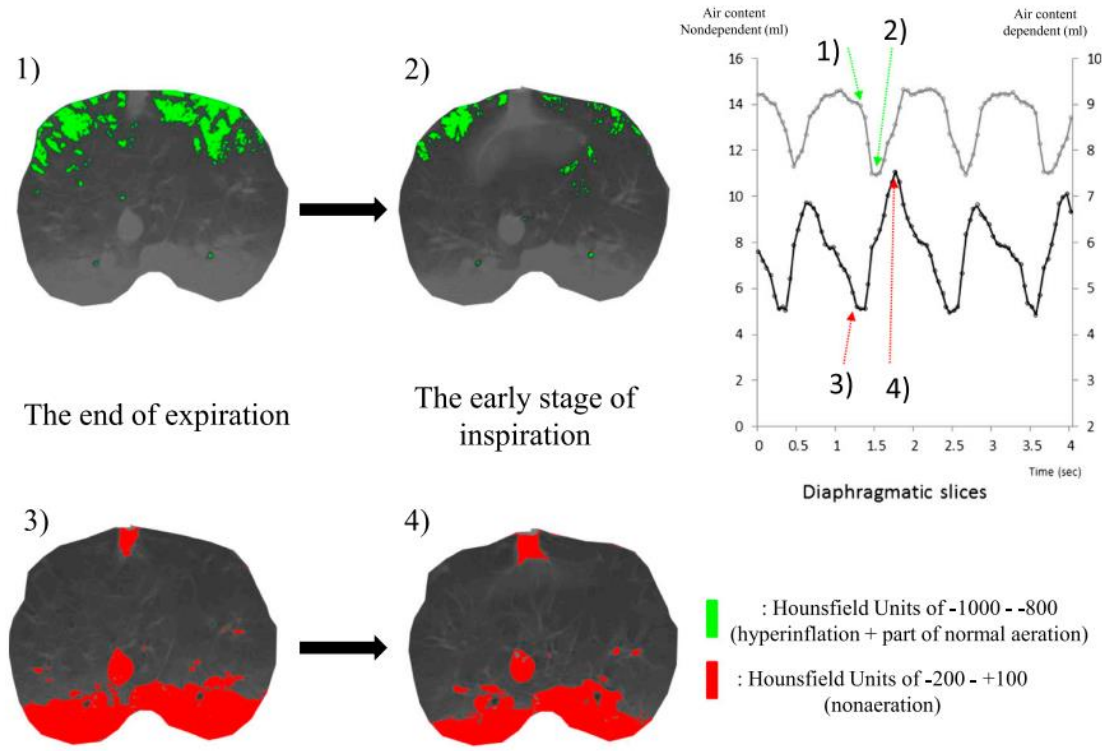 1)
2)
The end of expiration
The early stage of
inspiration
3)
4)
Air content
Nondependent (ml)
Air content
dependent (ml)
1)
2)
3)
4)
16
14
12
10
8
6
4
2
0
10
9
8
7
6
5
4
3
2
0
0.5
1
1.5
2
2.5
3
3.5
4
Time (sec)
Diaphragmatic slices
: Hounsfield Units of -1000 - -800
(hyperinflation + part of normal aeration)
: Hounsfield Units of -200 - +100
(nonaeration)